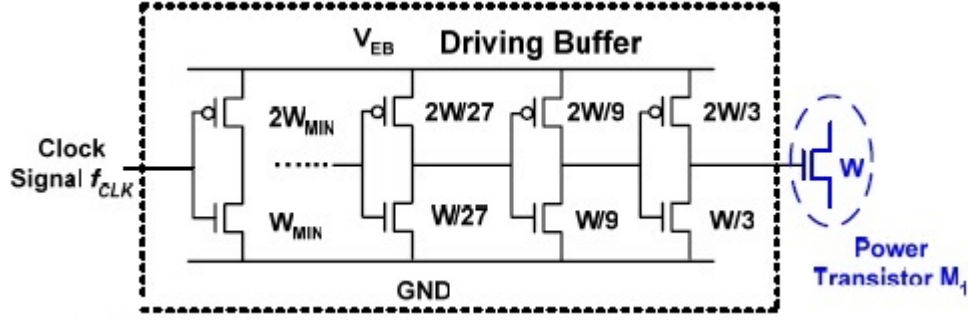 V_EB Driving Buffer
2W_MIN 2W/27 2W/9 2W/3
Clock
Signal f_CLK
W
W_MIN W/27 W/9 W/3
GND
Power
Transistor M_1